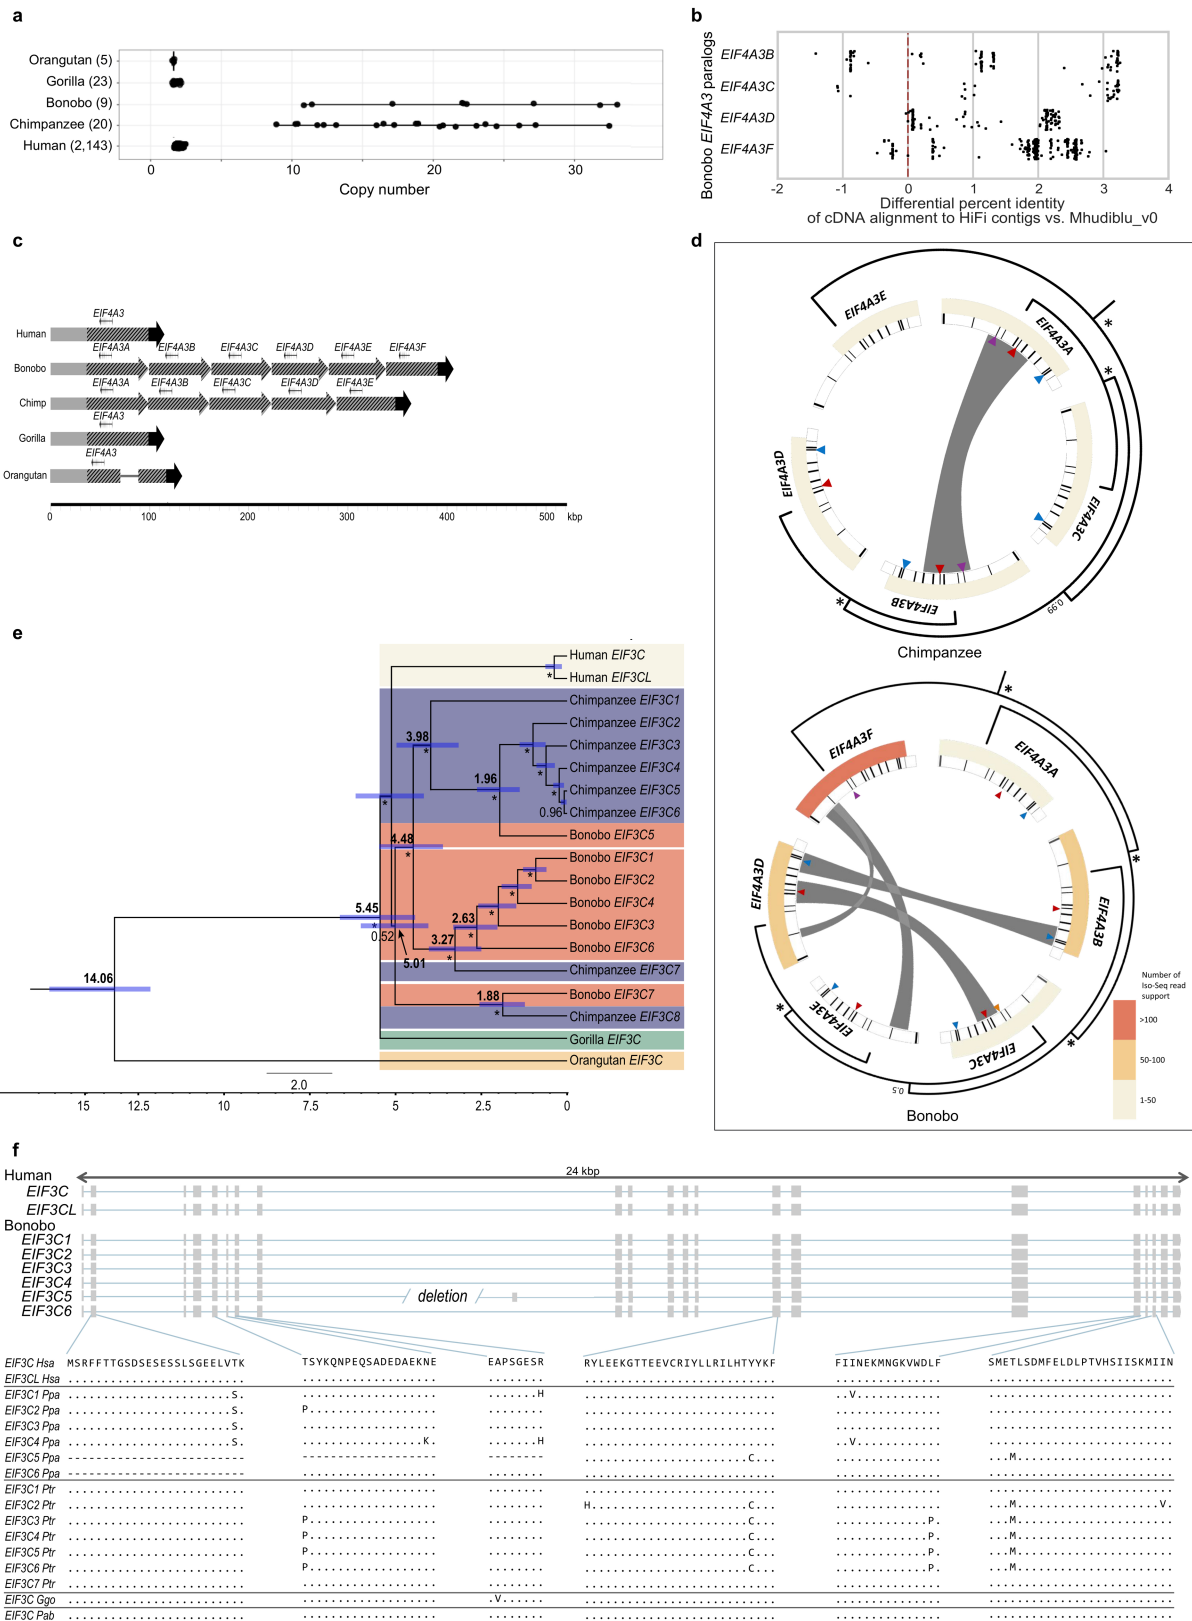 a
Orangutan (5)
Gorilla (23)
Bonobo (9)
Chimpanzee (20)
Human (2,143)
0
10
20
30
Copy number
b
Bonobo EIF4A3 paralogs
EIF4A3B
EIF4A3C
EIF4A3D
EIF4A3F
-2
-1
0
1
2
3
4
Differential percent identity
of cDNA alignment to HiFi contigs vs. Mhudiblu_v0
c
EIF4A3
Human
EIF4A3A EIF4A3B EIF4A3C EIF4A3D EIF4A3E EIF4A3F
Bonobo
EIF4A3A EIF4A3B EIF4A3C EIF4A3D EIF4A3E
Chimp
EIF4A3
Gorilla
EIF4A3
Orangutan
0 100 200 300 400 500 kbp
d
EIF4A3E
EIF4A3A
*
*
EIF4A3D
EIF4A3C
EIF4A3B
*
0.99
Chimpanzee
*
EIF4A3F
EIF4A3A
*
EIF4A3D
EIF4A3B
EIF4A3E
*
EIF4A3C
*
0.5
Bonobo
Number of
Iso-Seq read
support
>100
50-100
1-50
e
Human EIF3C
Human EIF3CL
*
Chimpanzee EIF3C1
Chimpanzee EIF3C2
3.98
*
*
Chimpanzee EIF3C3
Chimpanzee EIF3C4
*
1.96
*
*
Chimpanzee EIF3C5
*
0.96
Chimpanzee EIF3C6
Bonobo EIF3C5
4.48
*
Bonobo EIF3C1
*
Bonobo EIF3C2
*
Bonobo EIF3C4
5.45
*
2.63
Bonobo EIF3C3
*
0.52
*
3.27
Bonobo EIF3C6
*
5.01
Chimpanzee EIF3C7
14.06
1.88
Bonobo EIF3C7
*
Chimpanzee EIF3C8
Gorilla EIF3C
Orangutan EIF3C
2.0
15 12.5 10 7.5 5 2.5 0
f
24 kbp
Human
EIF3C
EIF3CL
Bonobo
EIF3C1
EIF3C2
EIF3C3
EIF3C4
EIF3C5 deletion
EIF3C6
EIF3C Hsa MSRFFTTGSDSESESSLSGEELVTK TSYKQNPEQSADEDAEKNE EAPSGESR RYLEEKGTTEEVCRIYLLRILHTYYKF FIINEKMNGKVWDLF SMETLSDMFELDLPTVHSIISKMIIN
EIF3CL Hsa ......................... ................... ........ ........................... ............... ..........................
EIF3C1 Ppa .......................S. ................... .......H ........................... ..V............ ..........................
EIF3C2 Ppa .......................S. P.................. ........ ........................... ............... ..........................
EIF3C3 Ppa .......................S. ................... ........ ........................... ............... ..........................
EIF3C4 Ppa .......................S. .................K. .......H ........................... ..V............ ..........................
EIF3C5 Ppa ------------------------- ------------------- -------- .......................C... ............... ...M......................
EIF3C6 Ppa ------------------------- ................... ........ ........................... ............... ..........................
EIF3C1 Ptr ......................... ................... ........ ........................... ............... ..........................
EIF3C2 Ptr ......................... ................... ........ H......................C... ............... ...M.....................V.
EIF3C3 Ptr ......................... P.................. ........ .......................C... .............P. ...M......................
EIF3C4 Ptr ......................... P.................. ........ .......................C... .............P. ...M......................
EIF3C5 Ptr ......................... P.................. ........ .......................C... .............P. ...M......................
EIF3C6 Ptr ......................... P.................. ........ .......................C... .............P. ...M......................
EIF3C7 Ptr ......................... ................... ........ ........................... ............... ..........................
EIF3C Ggo ......................... ................... .V...... ........................... ............... ..........................
EIF3C Pab ......................... ................... ........ ........................... ............... ..........................